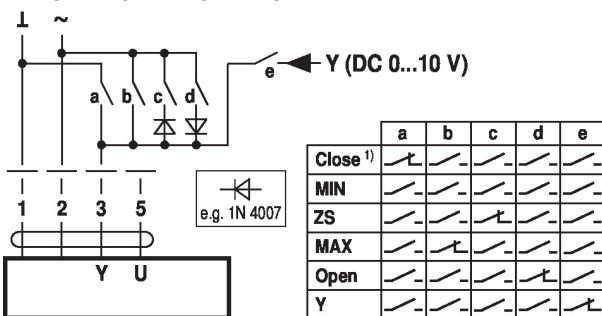 ⊥ ~
e Y (DC 0...10 V)
a b c d
1 2 3 5
e.g. 1N 4007
Y U
a b c d e
Close 1)
MIN
ZS
MAX
Open
Y